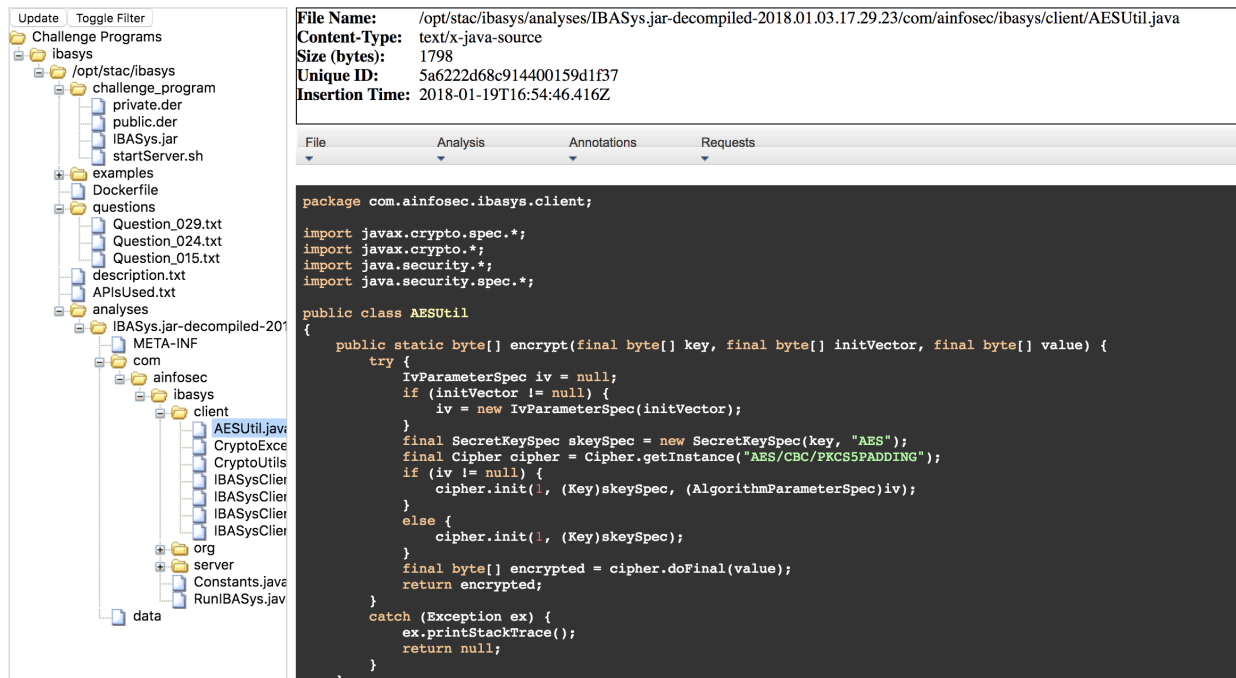 Update Toggle Filter
Challenge Programs
ibasys
/opt/stac/ibasys
challenge_program
private.der
public.der
IBASys.jar
startServer.sh
examples
Dockerfile
questions
Question_029.txt
Question_024.txt
Question_015.txt
description.txt
APIsUsed.txt
analyses
IBASys.jar-decompiled-201
META-INF
com
ainfosec
ibasys
client
AESUtil.java
CryptoExce
CryptoUtils
IBASysClier
IBASysClier
IBASysClier
IBASysClier
org
server
Constants.java
RunIBASys.jav
data
File Name: /opt/stac/ibasys/analyses/IBASys.jar-decompiled-2018.01.03.17.29.23/com/ainfosec/ibasys/client/AESUtil.java
Content-Type: text/x-java-source
Size (bytes): 1798
Unique ID: 5a6222d68c914400159d1f37
Insertion Time: 2018-01-19T16:54:46.416Z
File Analysis Annotations Requests
package com.ainfosec.ibasys.client;
import javax.crypto.spec.*;
import javax.crypto.*;
import java.security.*;
import java.security.spec.*;
public class AESUtil
{
public static byte[] encrypt(final byte[] key, final byte[] initVector, final byte[] value) {
try {
IvParameterSpec iv = null;
if (initVector != null) {
iv = new IvParameterSpec(initVector);
}
final SecretKeySpec skeySpec = new SecretKeySpec(key, "AES");
final Cipher cipher = Cipher.getInstance("AES/CBC/PKCS5PADDING");
if (iv != null) {
cipher.init(1, (Key)skeySpec, (AlgorithmParameterSpec)iv);
}
else {
cipher.init(1, (Key)skeySpec);
}
final byte[] encrypted = cipher.doFinal(value);
return encrypted;
}
catch (Exception ex) {
ex.printStackTrace();
return null;
}